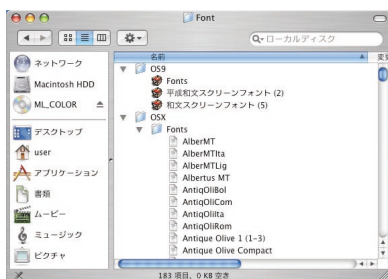 Font
ローカルディスク
名前
ネットワーク
Macintosh HDD
ML_COLOR
デスクトップ
user
アプリケーション
書類
ムービー
ミュージック
ピクチャ
OS9
Fonts
平成和文スクリーンフォント (2)
和文スクリーンフォント (5)
OSX
Fonts
AlberMT
AlberMTIta
AlberMTLig
Albertus MT
AntiqOliBol
AntiqOliCom
AntiqOliIta
AntiqOliRom
Antique Olive 1 (1-3)
Antique Olive Compact
183 項目、0 KB 空き